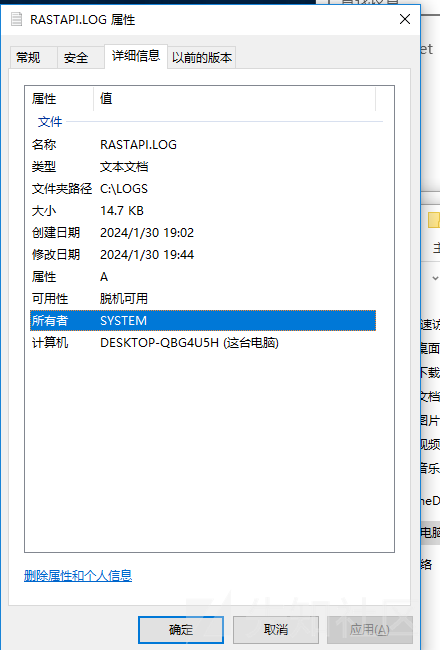 RASTAPI.LOG 属性
常规 安全 详细信息 以前的版本
属性 值
文件
名称 RASTAPI.LOG
类型 文本文档
文件夹路径 C:\LOGS
大小 14.7 KB
创建日期 2024/1/30 19:02
修改日期 2024/1/30 19:44
属性 A
可用性 脱机可用
所有者 SYSTEM
计算机 DESKTOP-QBG4U5H (这台电脑)
删除属性和个人信息
确定 取消 应用(A)
et
主
速访
桌面
下载
文档
图片
视频
音乐
neD
电脑
络